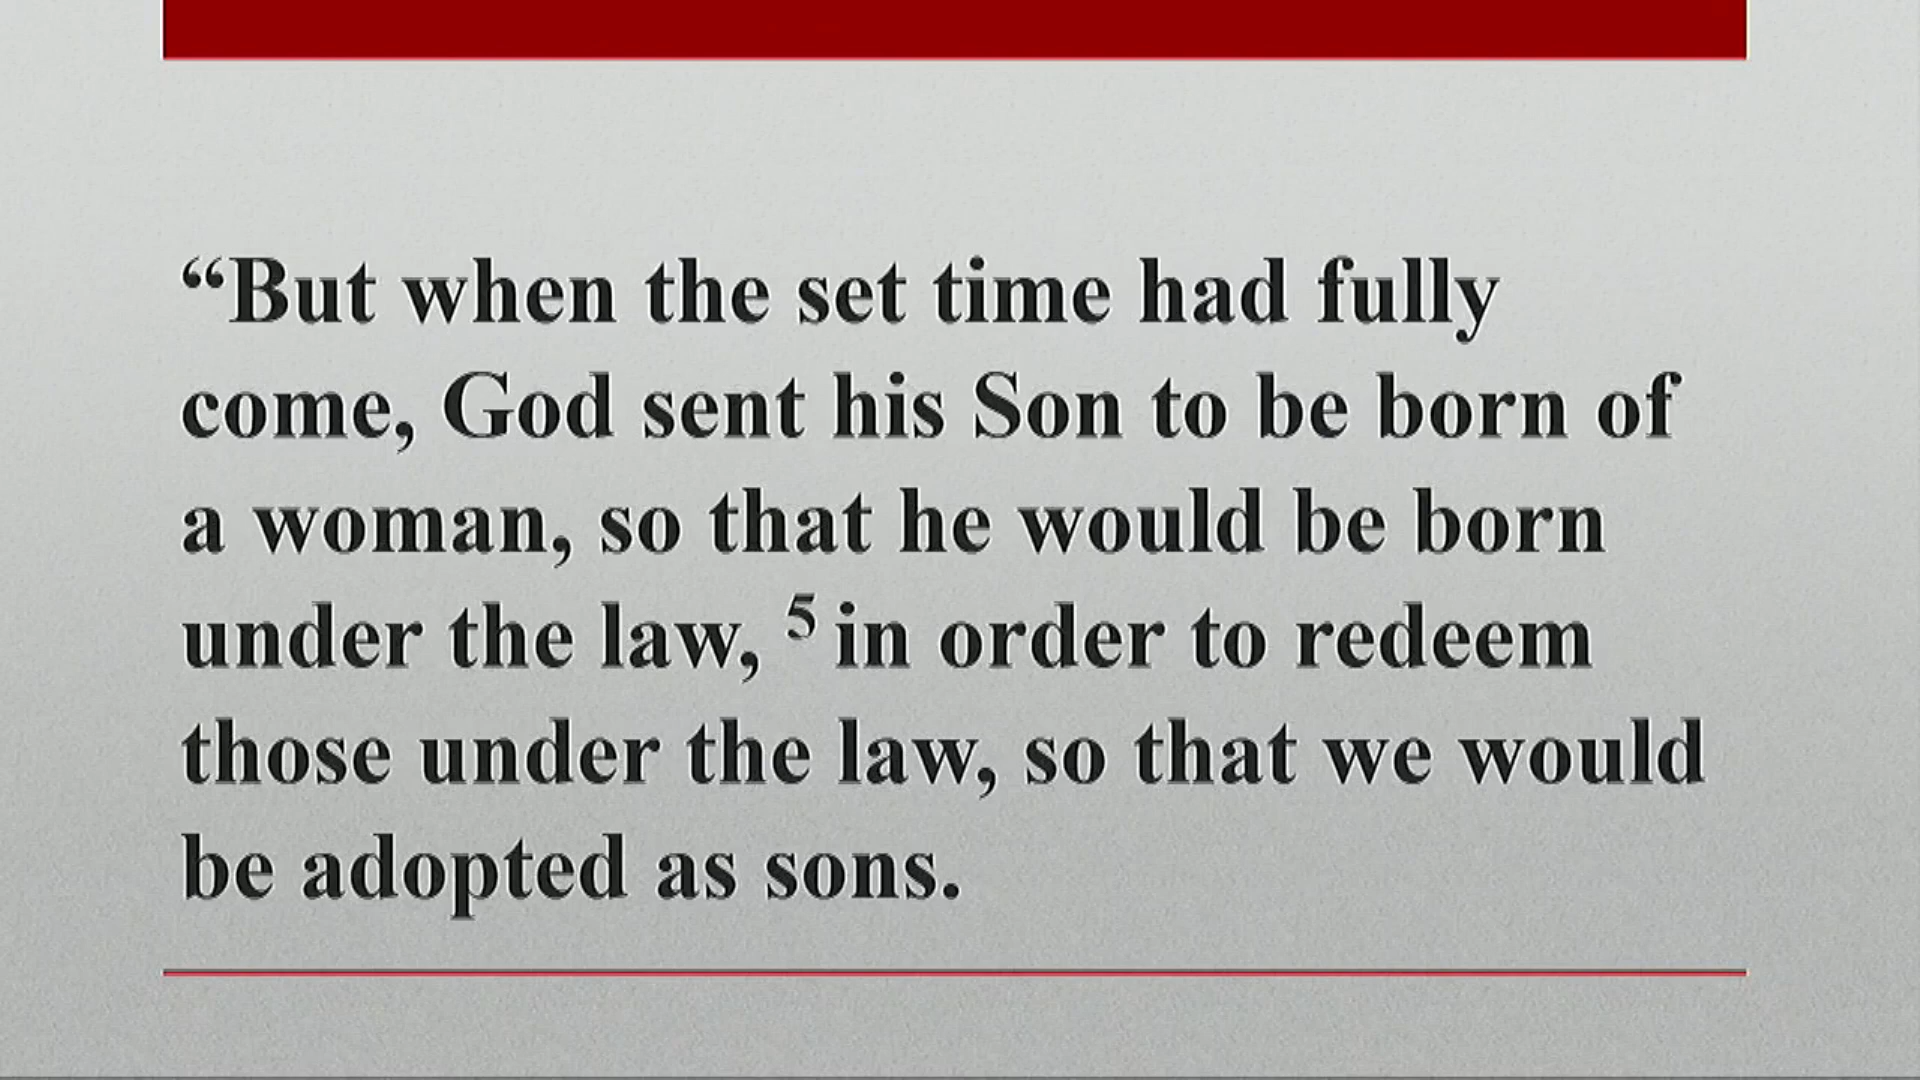 “But when the set time had fully
come, God sent his Son to be born of
a woman, so that he would be born
under the law, ⁵ in order to redeem
those under the law, so that we would
be adopted as sons.